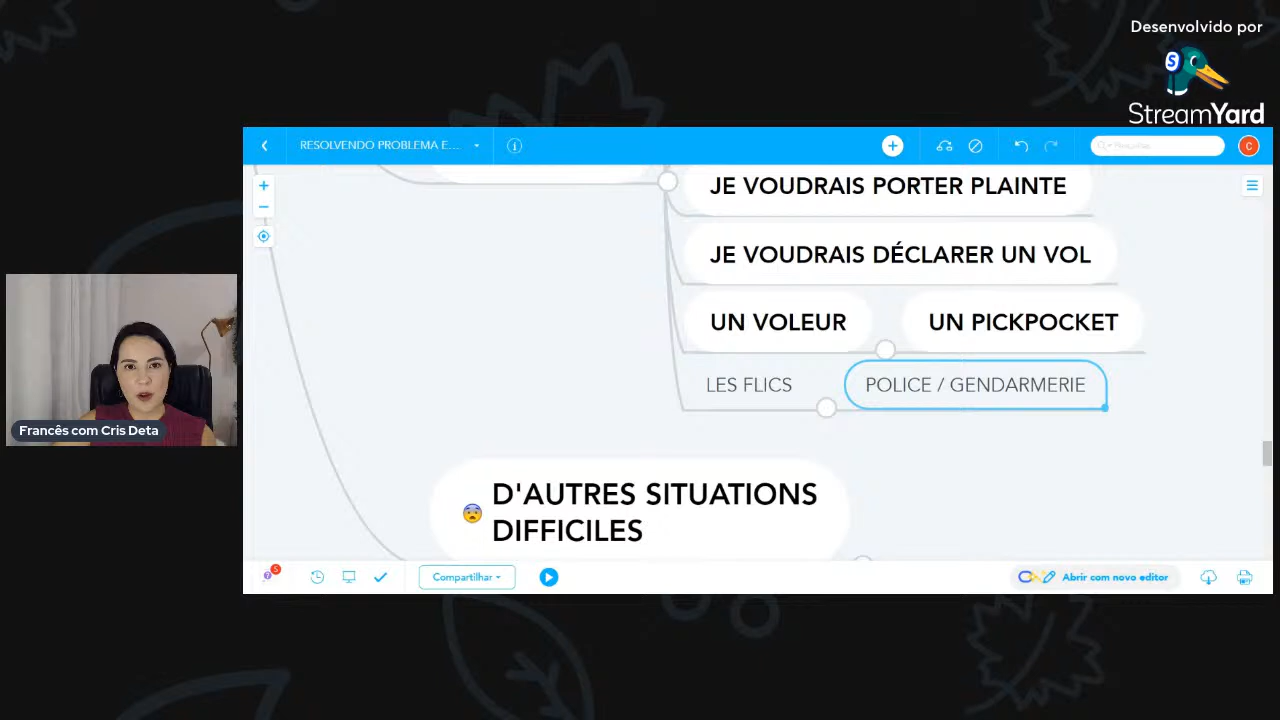 Desenvolvido por
StreamYard
RESOLVENDO PROBLEMA E...
C
JE VOUDRAIS PORTER PLAINTE
JE VOUDRAIS DÉCLARER UN VOL
UN VOLEUR
UN PICKPOCKET
LES FLICS
POLICE / GENDARMERIE
Francês com Cris Deta
D'AUTRES SITUATIONS
DIFFICILES
5
Compartilhar
Abrir com novo editor